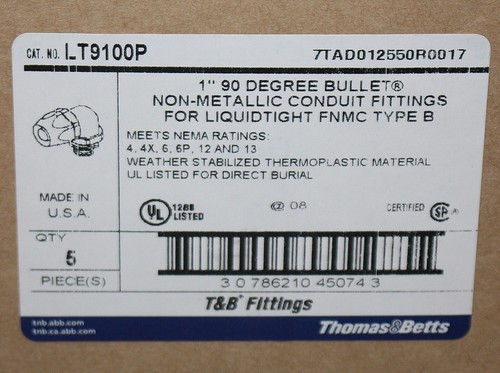 CAT. NO. LT9100P
7TAD012550R0017
1" 90 DEGREE BULLET®
NON-METALLIC CONDUIT FITTINGS
FOR LIQUIDTIGHT FNMC TYPE B
MEETS NEMA RATINGS:
4, 4X, 6, 6P, 12 AND 13
WEATHER STABILIZED THERMOPLASTIC MATERIAL
UL LISTED FOR DIRECT BURIAL
MADE IN
U.S.A.
UL
LISTED
08
CERTIFIED SP®
QTY
5
PIECE(S)
3 0 786210 45074 3
T&B® Fittings
tnb.abb.com
tnb.ca.abb.com
Thomas&Betts